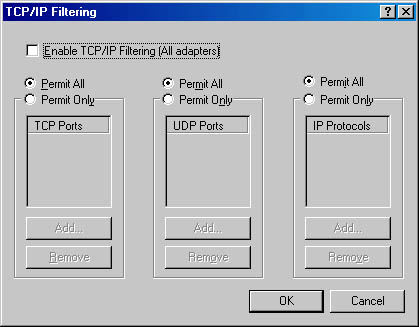 TCP/IP Filtering
Enable TCP/IP Filtering (All adapters)
Permit All Permit All Permit All
Permit Only Permit Only Permit Only
TCP Ports UDP Ports IP Protocols
Add... Add... Add...
Remove Remove Remove
OK Cancel